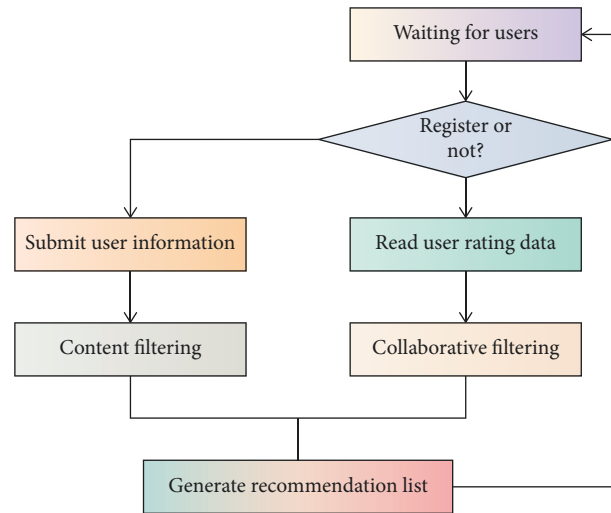 Waiting for users
Register or
not?
Submit user information
Read user rating data
Content filtering
Collaborative filtering
Generate recommendation list